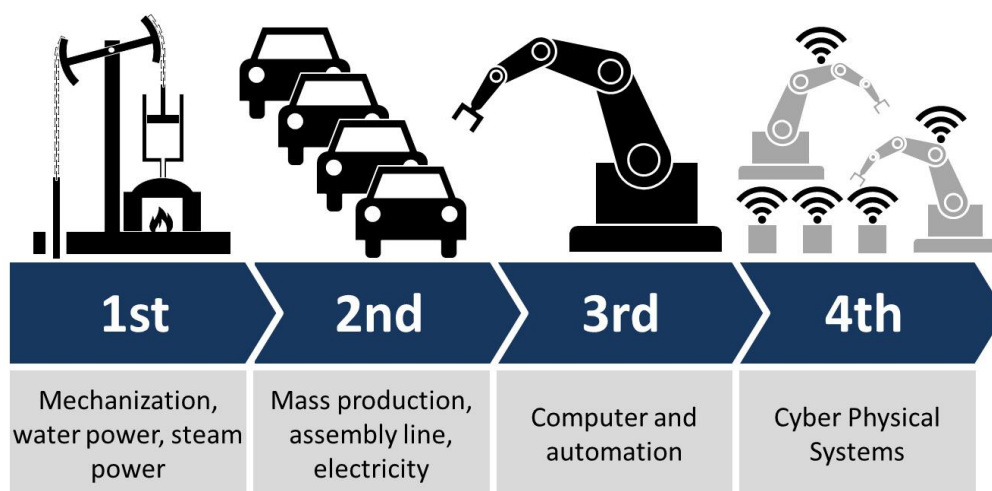 1st
2nd
3rd
4th
Mechanization,
water power, steam
power
Mass production,
assembly line,
electricity
Computer and
automation
Cyber Physical
Systems